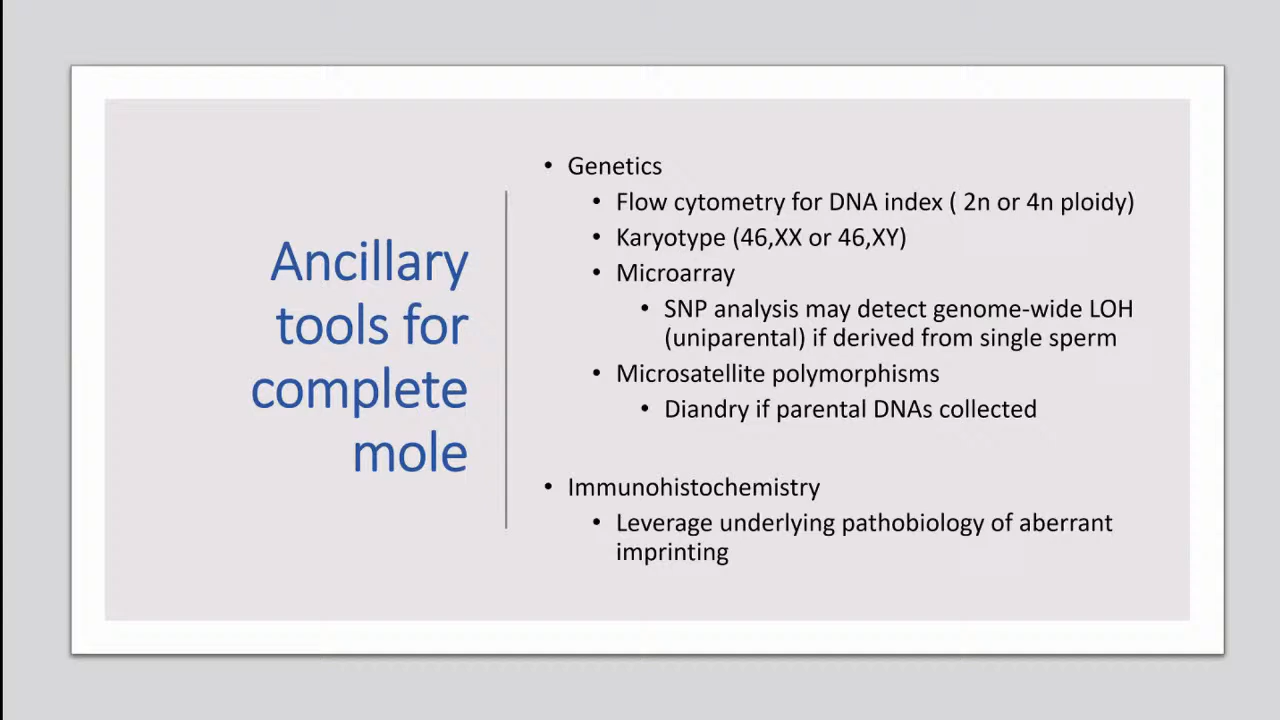 Ancillary
tools for
complete
mole
• Genetics
• Flow cytometry for DNA index ( 2n or 4n ploidy)
• Karyotype (46,XX or 46,XY)
• Microarray
• SNP analysis may detect genome-wide LOH
(uniparental) if derived from single sperm
• Microsatellite polymorphisms
• Diandry if parental DNAs collected
• Immunohistochemistry
• Leverage underlying pathobiology of aberrant
imprinting